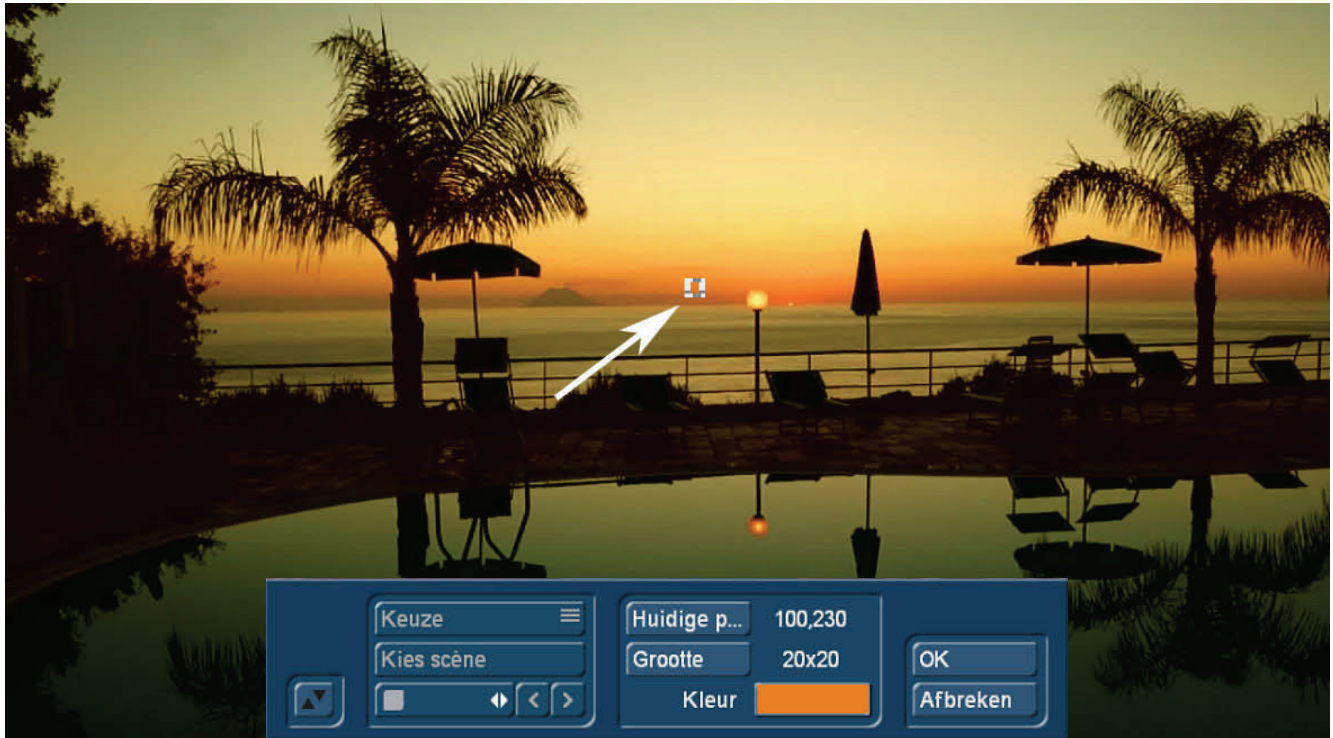 Keuze
Kies scène
Huidige p... 100,230
Grootte 20x20
Kleur
OK
Afbreken